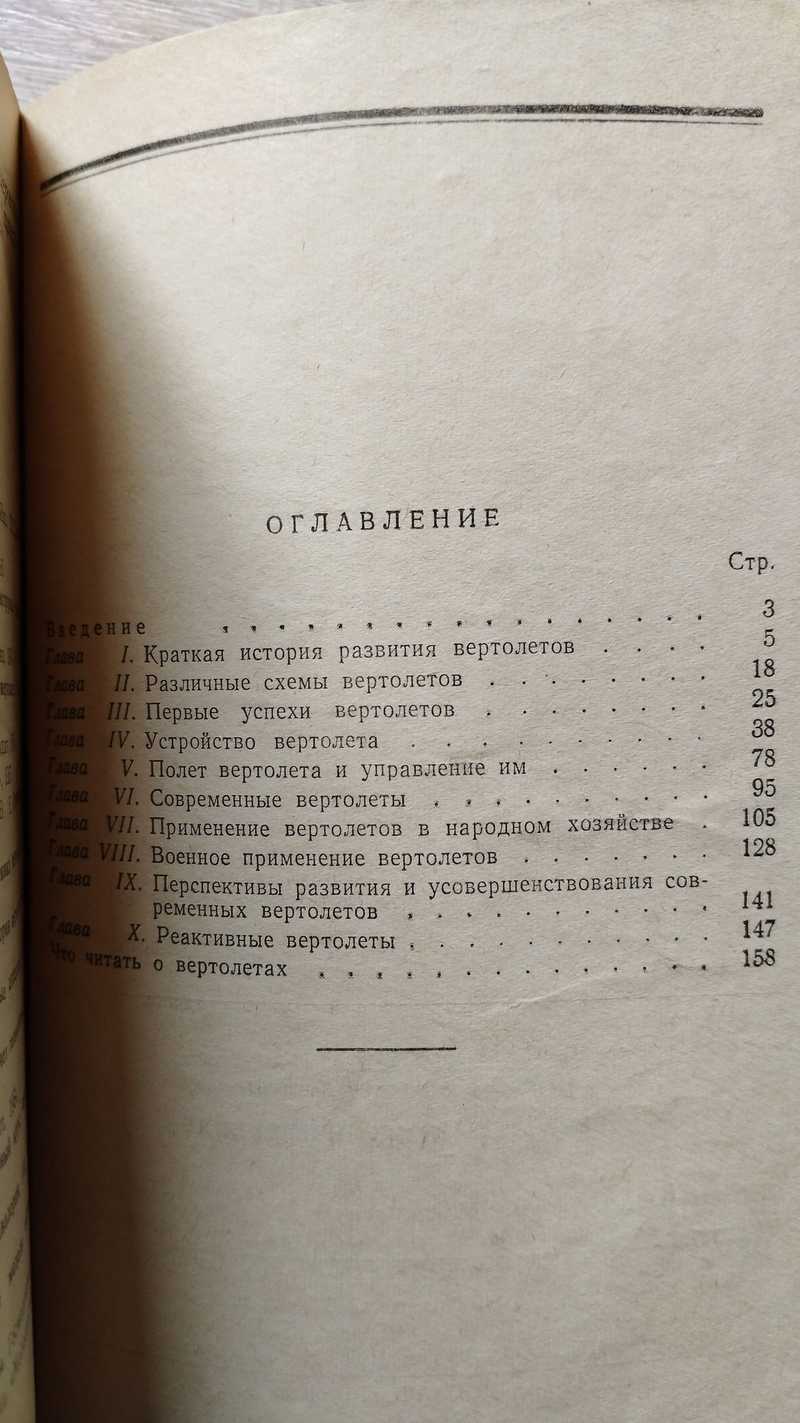 ОГЛАВЛЕНИЕ
Стр.
Введение . . . . . . . . . . . . . . . . . 3
Глава I. Краткая история развития вертолетов . . . . 5
Глава II. Различные схемы вертолетов . . . . . . . . 18
Глава III. Первые успехи вертолетов . . . . . . . . 25
Глава IV. Устройство вертолета . . . . . . . . . 38
Глава V. Полет вертолета и управление им . . . . . . 78
Глава VI. Современные вертолеты . . . . . . . . . . 95
Глава VII. Применение вертолетов в народном хозяйстве . 105
Глава VIII. Военное применение вертолетов . . . . . . . 128
Глава IX. Перспективы развития и усовершенствования сов-
ременных вертолетов . . . . . . . . . . . 141
Глава X. Реактивные вертолеты . . . . . . . . . . . 147
Что читать о вертолетах . . . . . . . . . . . . . . 158